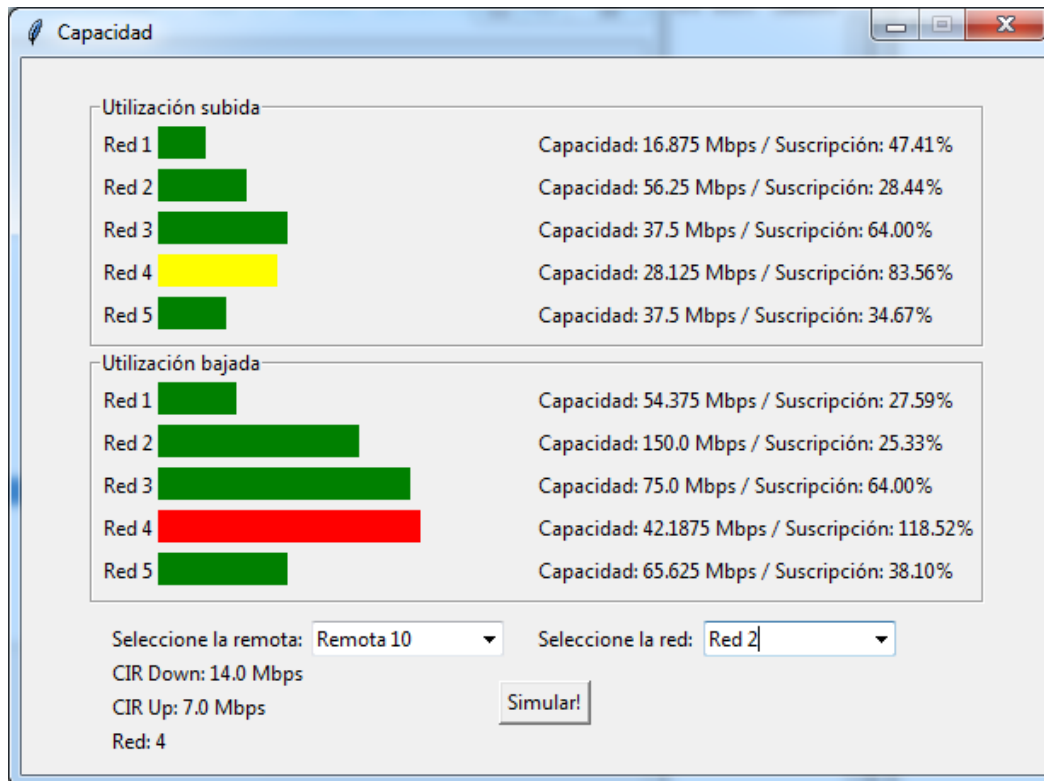 Capacidad
Utilización subida
Red 1 Capacidad: 16.875 Mbps / Suscripción: 47.41%
Red 2 Capacidad: 56.25 Mbps / Suscripción: 28.44%
Red 3 Capacidad: 37.5 Mbps / Suscripción: 64.00%
Red 4 Capacidad: 28.125 Mbps / Suscripción: 83.56%
Red 5 Capacidad: 37.5 Mbps / Suscripción: 34.67%
Utilización bajada
Red 1 Capacidad: 54.375 Mbps / Suscripción: 27.59%
Red 2 Capacidad: 150.0 Mbps / Suscripción: 25.33%
Red 3 Capacidad: 75.0 Mbps / Suscripción: 64.00%
Red 4 Capacidad: 42.1875 Mbps / Suscripción: 118.52%
Red 5 Capacidad: 65.625 Mbps / Suscripción: 38.10%
Seleccione la remota: Remota 10 Seleccione la red: Red 2
CIR Down: 14.0 Mbps
CIR Up: 7.0 Mbps Simular!
Red: 4